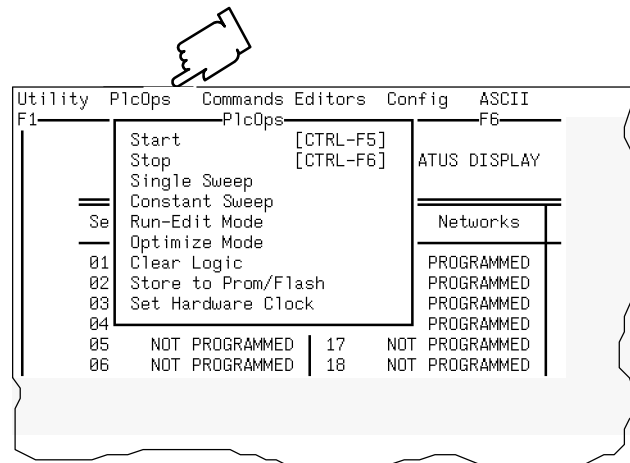 Utility PlcOps Commands Editors Config ASCII
F1 PlcOps F6
Start [CTRL-F5]
Stop [CTRL-F6] ATUS DISPLAY
Single Sweep
Constant Sweep
Se Run-Edit Mode Networks
Optimize Mode
01 Clear Logic PROGRAMMED
02 Store to Prom/Flash PROGRAMMED
03 Set Hardware Clock PROGRAMMED
04 PROGRAMMED
05 NOT PROGRAMMED 17 NOT PROGRAMMED
06 NOT PROGRAMMED 18 NOT PROGRAMMED